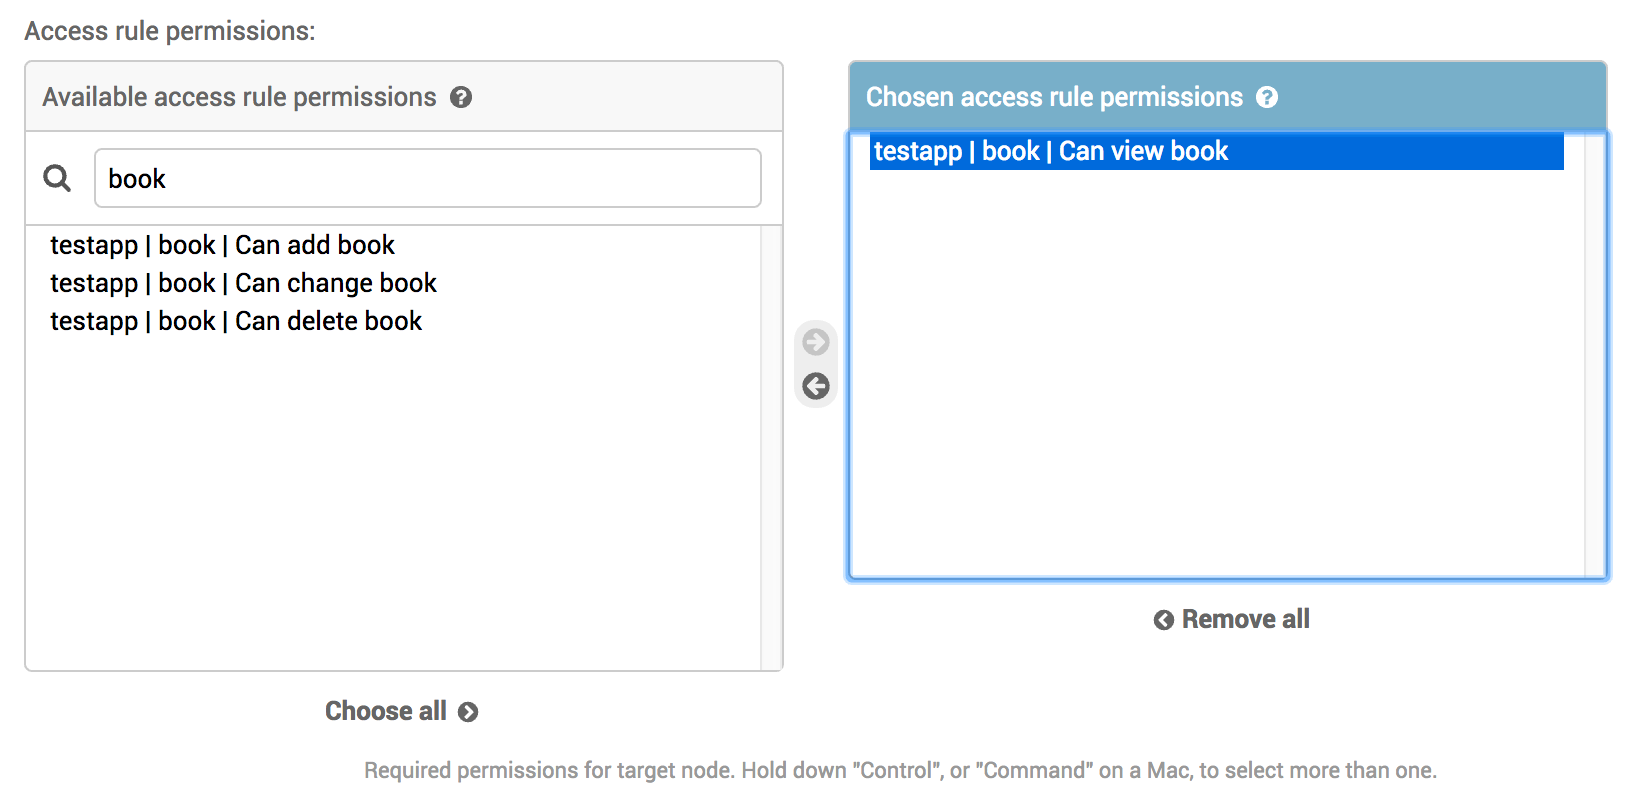 Access rule permissions:
Available access rule permissions
book
testapp | book | Can add book
testapp | book | Can change book
testapp | book | Can delete book
Choose all
Chosen access rule permissions
testapp | book | Can view book
Remove all
Required permissions for target node. Hold down "Control", or "Command" on a Mac, to select more than one.